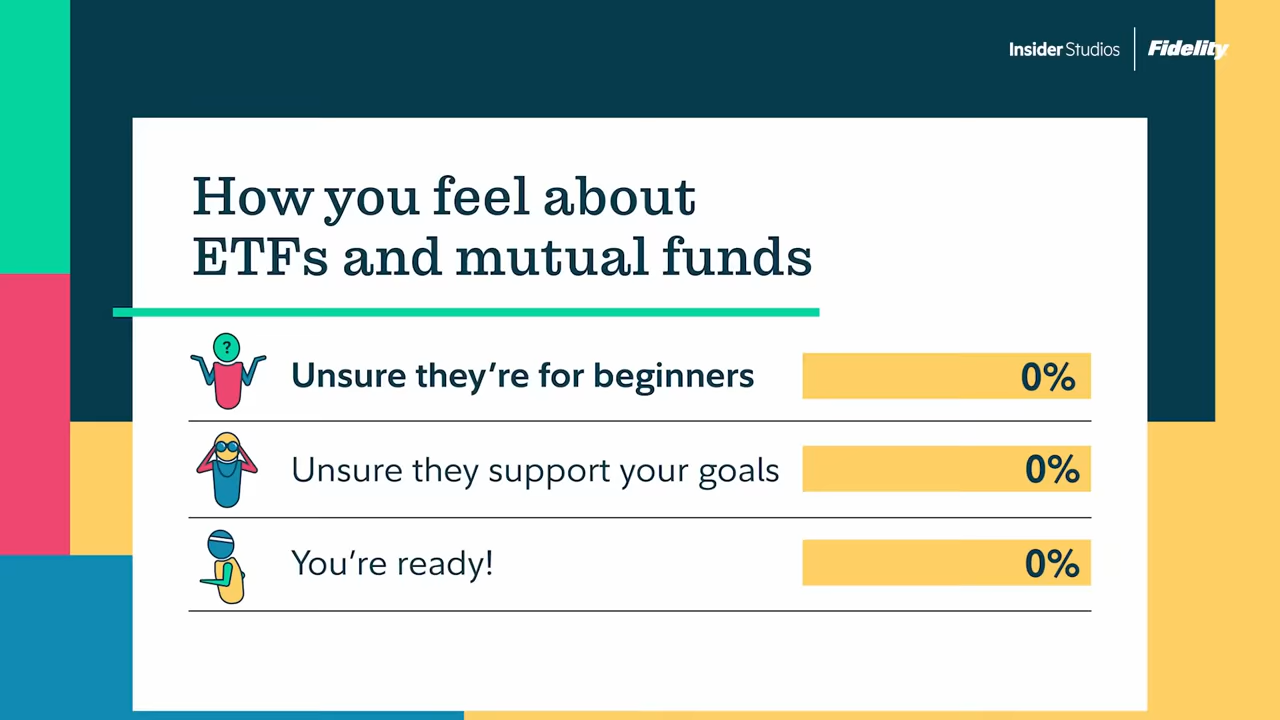 Insider Studios | Fidelity
How you feel about
ETFs and mutual funds
?
Unsure they're for beginners 0%
Unsure they support your goals 0%
You're ready! 0%